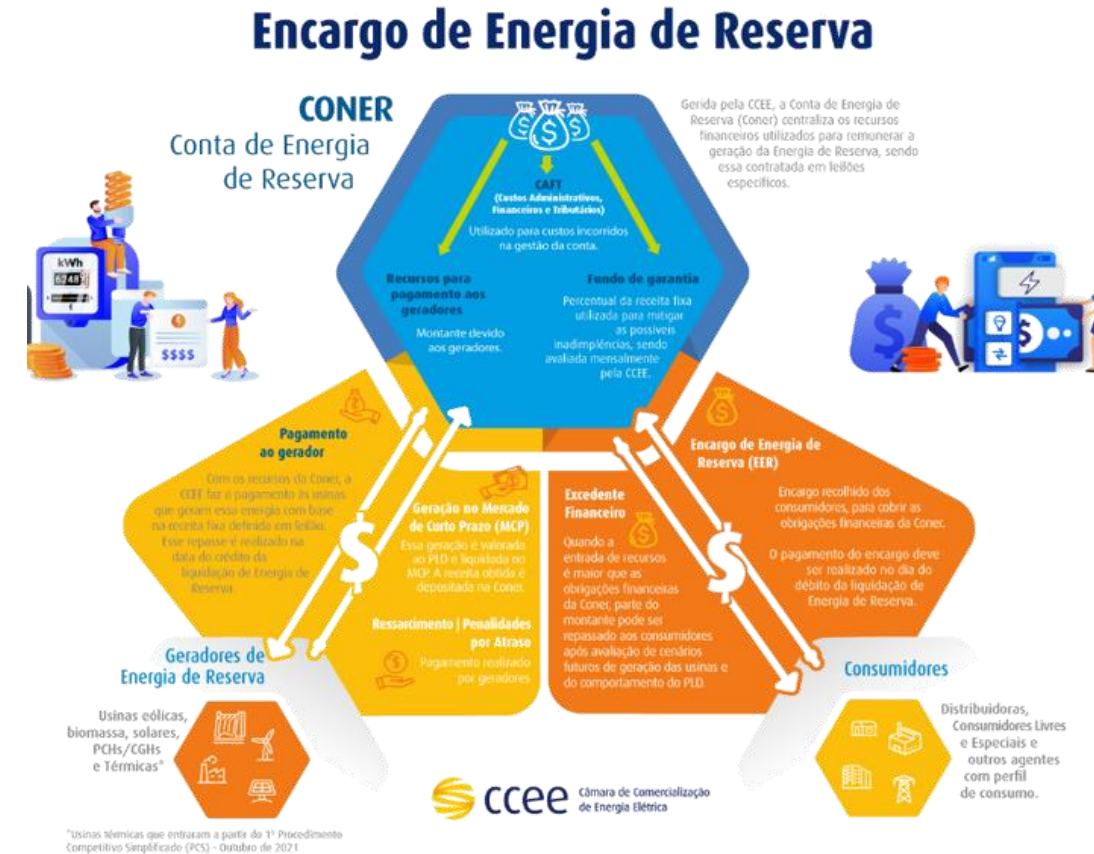 Encargo de Energia de Reserva
CONER
Conta de Energia
de Reserva
Gerida pela CCEE, a Conta de Energia de
Reserva (Coner) centraliza os recursos
financeiros utilizados para remunerar a
geração da Energia de Reserva, sendo
essa contratada em leilões
específicos.
CAFT
(Custos Administrativos,
Financeiros e Tributários)
Utilizado para custos incorridos
na gestão da conta.
Recursos para
pagamento aos
geradores
Montante devido
aos geradores.
Fundo de garantia
Percentual da receita fixa
utilizada para mitigar
as possíveis
inadimplências, sendo
avaliada mensalmente
pela CCEE.
kWh
6248
$$$$
Pagamento
ao gerador
Com os recursos da Coner, a
CCEE faz o pagamento às usinas
que geram essa energia com base
na receita fixa definida em leilão.
Esse repasse é realizado na
data do crédito da
liquidação de Energia de
Reserva.
Geração no Mercado
de Curto Prazo (MCP)
Essa geração é valorada
ao PLD e liquidada no
MCP. A receita obtida é
depositada na Coner.
Ressarcimento | Penalidades
por Atraso
Pagamento realizado
por geradores
Excedente
Financeiro
Quando a
entrada de recursos
é maior que as
obrigações financeiras
da Coner, parte do
montante pode ser
repassado aos consumidores
após avaliação de cenários
futuros de geração das usinas e
do comportamento do PLD.
Encargo de Energia de
Reserva (EER)
Encargo recolhido dos
consumidores, para cobrir as
obrigações financeiras da Coner.
O pagamento do encargo deve
ser realizado no dia do
débito da liquidação de
Energia de Reserva.
Geradores de
Energia de Reserva
Usinas eólicas,
biomassa, solares,
PCHs/CGHs
e Térmicas*
Consumidores
Distribuidoras,
Consumidores Livres
e Especiais e
outros agentes
com perfil
de consumo.
ccee
Câmara de Comercialização
de Energia Elétrica
*Usinas térmicas que entraram a partir do 1º Procedimento
Competitivo Simplificado (PCS) - Outubro de 2021